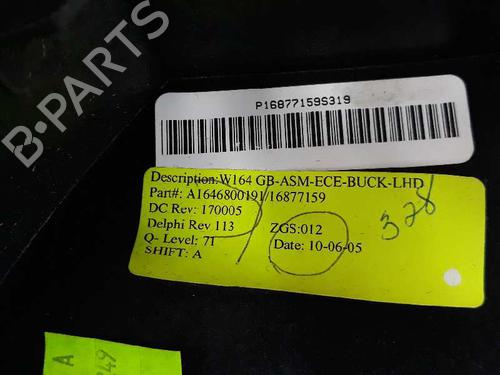 P16877159S319
Description:W164 GB-ASM-ECE-BUCK-LHD
Part#: A1646800191/16877159
DC Rev: 170005
Delphi Rev 113
ZGS:012
Q- Level: 71
Date: 10-06-05
SHIFT: A
328
A
249
B-PARTS